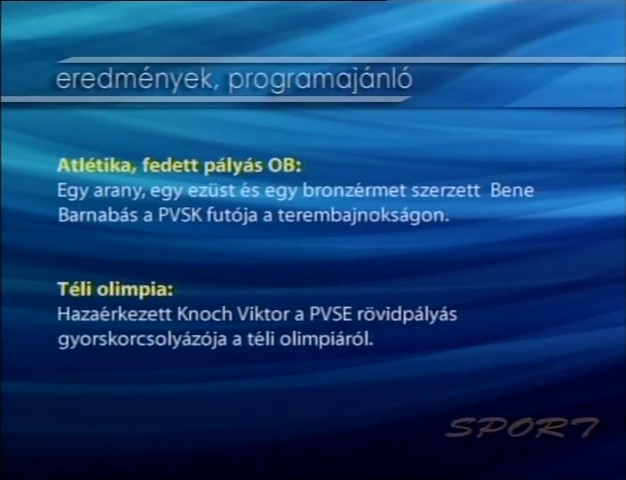 eredmények, programajánló
Atlétika, fedett pályás OB:
Egy arany, egy ezüst és egy bronzérmet szerzett Bene
Barnabás a PVSK futója a terembajnokságon.
Téli olimpia:
Hazaérkezett Knoch Viktor a PVSE rövidpályás
gyorskorcsolyázója a téli olimpiáról.
SPORT